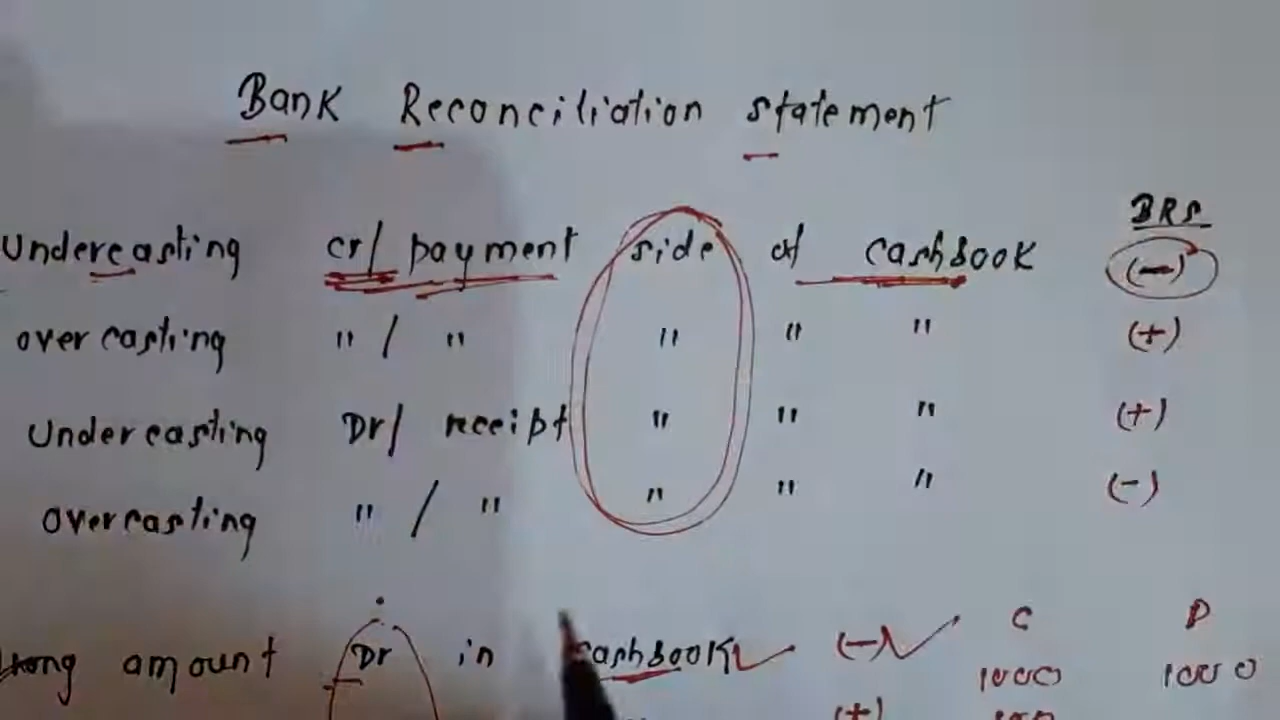 Bank Reconciliation statement
BRS
Undercasting cr/ payment side of cashbook (-)
overcasting " / " " " " (+)
Undercasting Dr/ receipt " " " (+)
overcasting " / " " " " (-)
C D
amount Dr in cashbook (-) 1000 1000
(+)